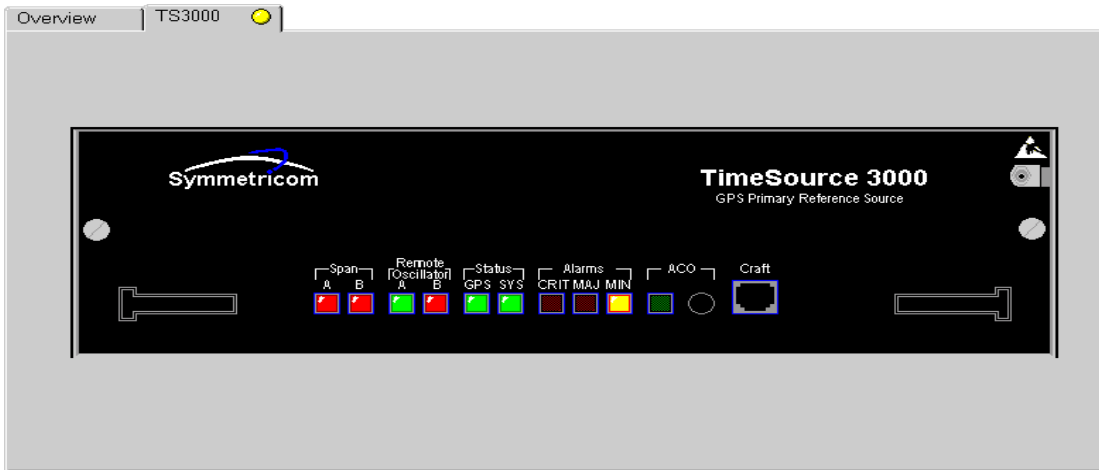 Overview TS3000
Symmetricom
TimeSource 3000
GPS Primary Reference Source
Span Remote Oscillator Status Alarms ACO Craft
A B A B GPS SYS CRIT MAJ MIN